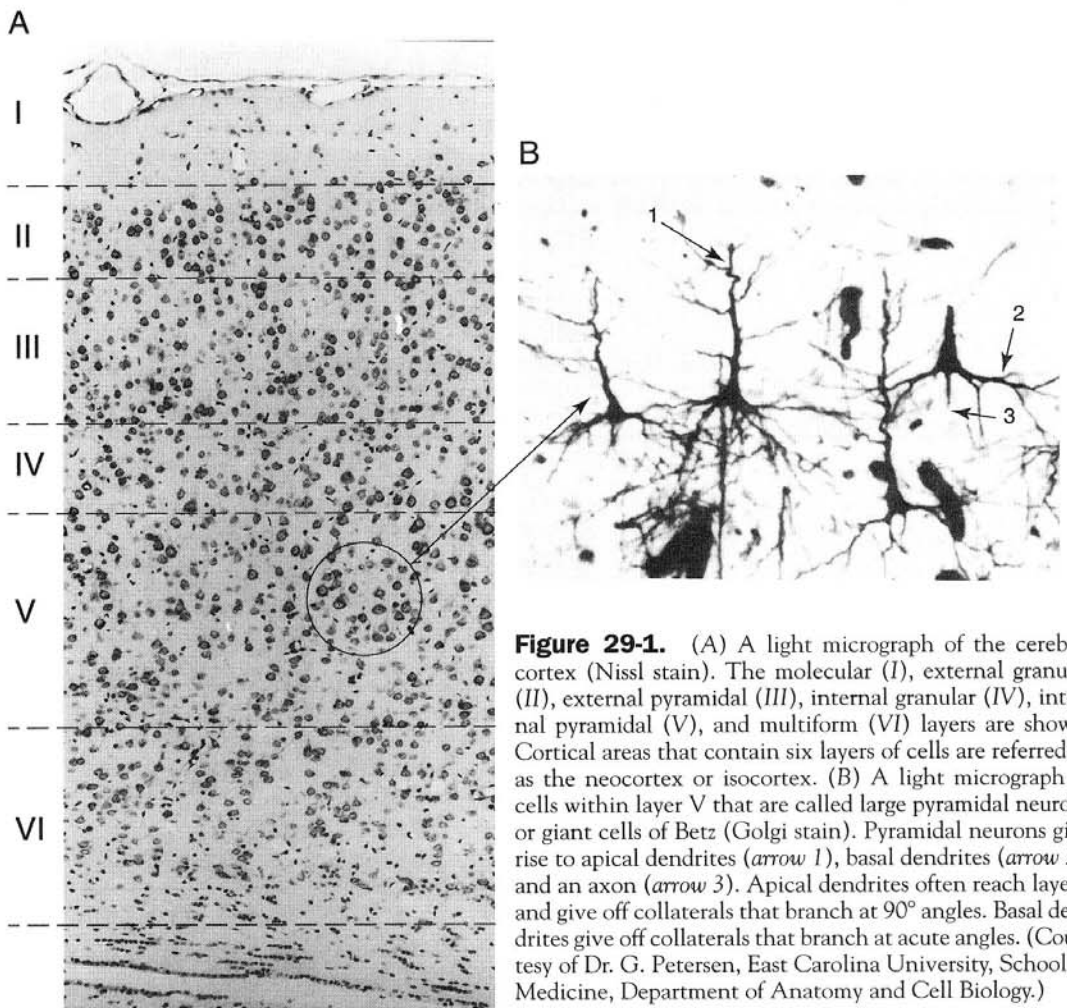 A
I
II
III
IV
V
VI
B
1
2
3
Figure 29-1. (A) A light micrograph of the cereb
cortex (Nissl stain). The molecular (I), external granu
(II), external pyramidal (III), internal granular (IV), int
nal pyramidal (V), and multiform (VI) layers are show
Cortical areas that contain six layers of cells are referred
as the neocortex or isocortex. (B) A light micrograph
cells within layer V that are called large pyramidal neuro
or giant cells of Betz (Golgi stain). Pyramidal neurons gi
rise to apical dendrites (arrow 1), basal dendrites (arrow
and an axon (arrow 3). Apical dendrites often reach laye
and give off collaterals that branch at 90° angles. Basal de
drites give off collaterals that branch at acute angles. (Cou
tesy of Dr. G. Petersen, East Carolina University, School
Medicine, Department of Anatomy and Cell Biology.)